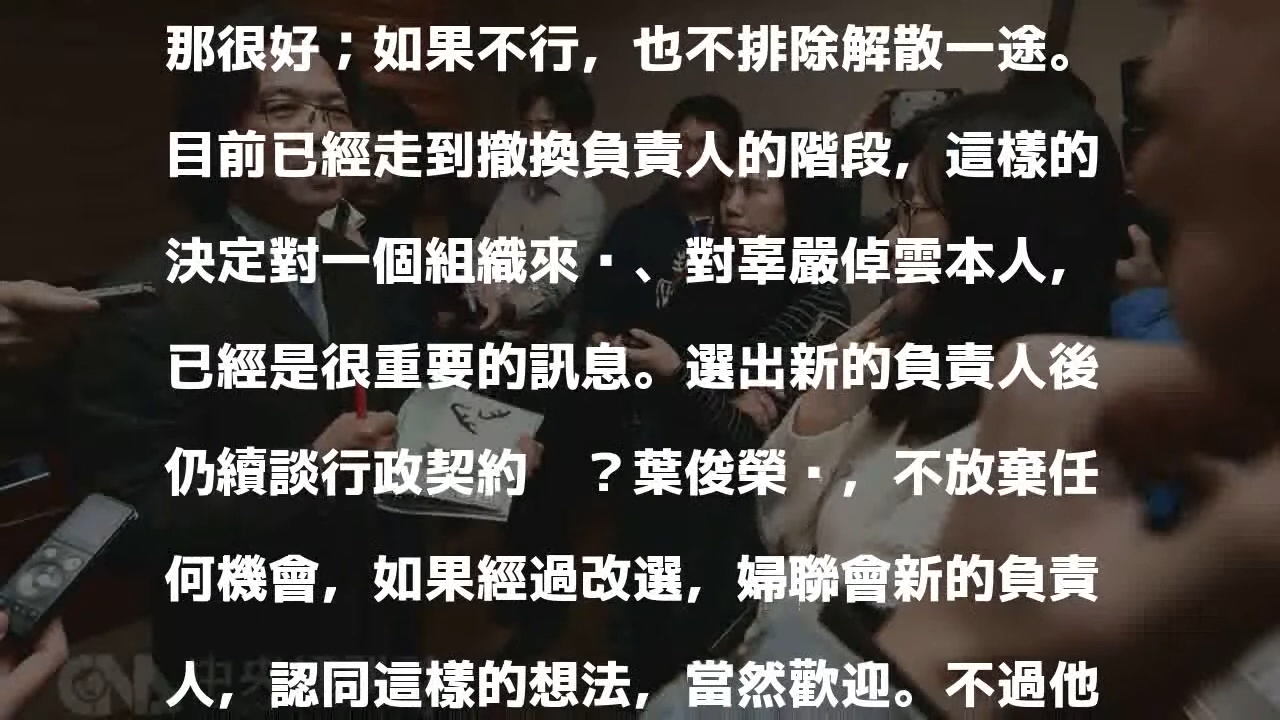 那很好；如果不行，也不排除解散一途。
目前已經走到撤換負責人的階段，這樣的
決定對一個組織來·、對辜嚴倬雲本人，
已經是很重要的訊息。選出新的負責人後
仍續談行政契約　？葉俊榮·，不放棄任
何機會，如果經過改選，婦聯會新的負責
人，認同這樣的想法，當然歡迎。不過他
CNA 中央